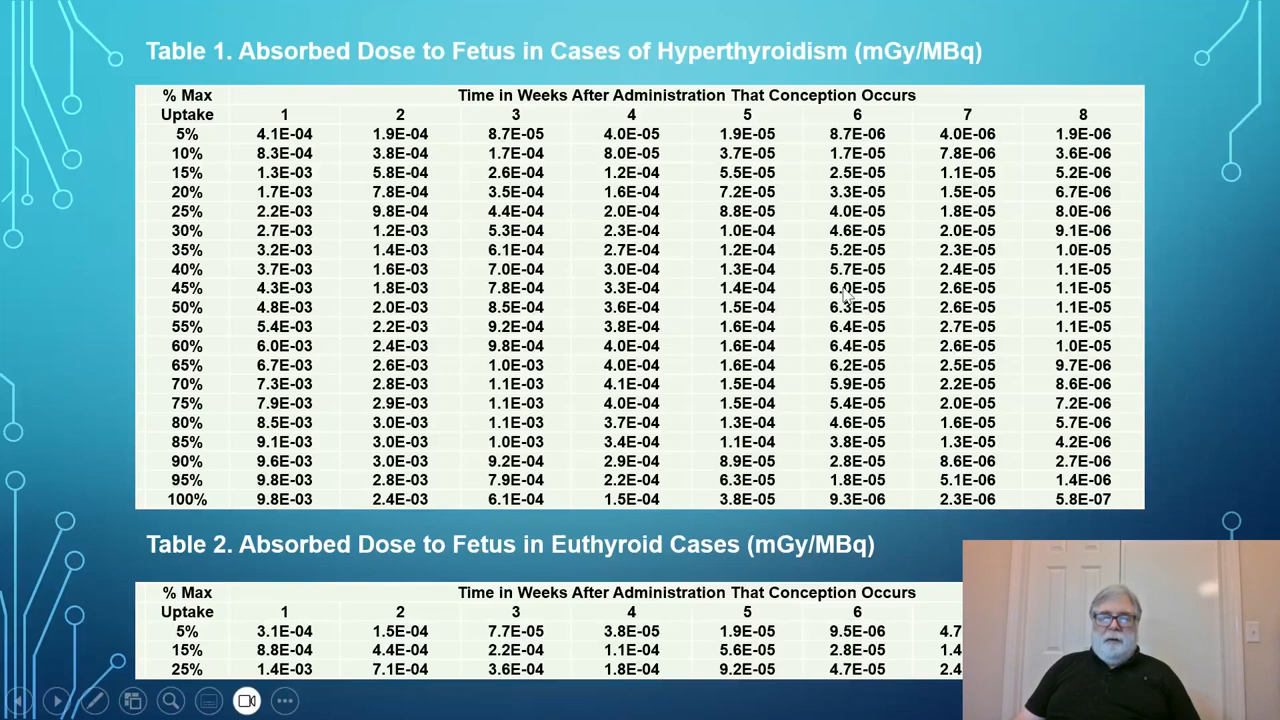 Table 1. Absorbed Dose to Fetus in Cases of Hyperthyroidism (mGy/MBq)
% Max Time in Weeks After Administration That Conception Occurs
Uptake 1 2 3 4 5 6 7 8
5% 4.1E-04 1.9E-04 8.7E-05 4.0E-05 1.9E-05 8.7E-06 4.0E-06 1.9E-06
10% 8.3E-04 3.8E-04 1.7E-04 8.0E-05 3.7E-05 1.7E-05 7.8E-06 3.6E-06
15% 1.3E-03 5.8E-04 2.6E-04 1.2E-04 5.5E-05 2.5E-05 1.1E-05 5.2E-06
20% 1.7E-03 7.8E-04 3.5E-04 1.6E-04 7.2E-05 3.3E-05 1.5E-05 6.7E-06
25% 2.2E-03 9.8E-04 4.4E-04 2.0E-04 8.8E-05 4.0E-05 1.8E-05 8.0E-06
30% 2.7E-03 1.2E-03 5.3E-04 2.3E-04 1.0E-04 4.6E-05 2.0E-05 9.1E-06
35% 3.2E-03 1.4E-03 6.1E-04 2.7E-04 1.2E-04 5.2E-05 2.3E-05 1.0E-05
40% 3.7E-03 1.6E-03 7.0E-04 3.0E-04 1.3E-04 5.7E-05 2.4E-05 1.1E-05
45% 4.3E-03 1.8E-03 7.8E-04 3.3E-04 1.4E-04 2.6E-05 1.1E-05
50% 4.8E-03 2.0E-03 8.5E-04 3.6E-04 1.5E-04 6.3E-05 2.6E-05 1.1E-05
55% 5.4E-03 2.2E-03 9.2E-04 3.8E-04 1.6E-04 6.4E-05 2.7E-05 1.1E-05
60% 6.0E-03 2.4E-03 9.8E-04 4.0E-04 1.6E-04 6.4E-05 2.6E-05 1.0E-05
65% 6.7E-03 2.6E-03 1.0E-03 4.0E-04 1.6E-04 6.2E-05 2.5E-05 9.7E-06
70% 7.3E-03 2.8E-03 1.1E-03 4.1E-04 1.5E-04 5.9E-05 2.2E-05 8.6E-06
75% 7.9E-03 2.9E-03 1.1E-03 4.0E-04 1.5E-04 5.4E-05 2.0E-05 7.2E-06
80% 8.5E-03 3.0E-03 1.1E-03 3.7E-04 1.3E-04 4.6E-05 1.6E-05 5.7E-06
85% 9.1E-03 3.0E-03 1.0E-03 3.4E-04 1.1E-04 3.8E-05 1.3E-05 4.2E-06
90% 9.6E-03 3.0E-03 9.2E-04 2.9E-04 8.9E-05 2.8E-05 8.6E-06 2.7E-06
95% 9.8E-03 2.8E-03 7.9E-04 2.2E-04 6.3E-05 1.8E-05 5.1E-06 1.4E-06
100% 9.8E-03 2.4E-03 6.1E-04 1.5E-04 3.8E-05 9.3E-06 2.3E-06 5.8E-07
Table 2. Absorbed Dose to Fetus in Euthyroid Cases (mGy/MBq)
% Max Time in Weeks After Administration That Conception Occurs
Uptake 1 2 3 4 5 6
5% 3.1E-04 1.5E-04 7.7E-05 3.8E-05 1.9E-05 9.5E-06 4.7
15% 8.8E-04 4.4E-04 2.2E-04 1.1E-04 5.6E-05 2.8E-05 1.4
25% 1.4E-03 7.1E-04 3.6E-04 1.8E-04 9.2E-05 4.7E-05 2.4